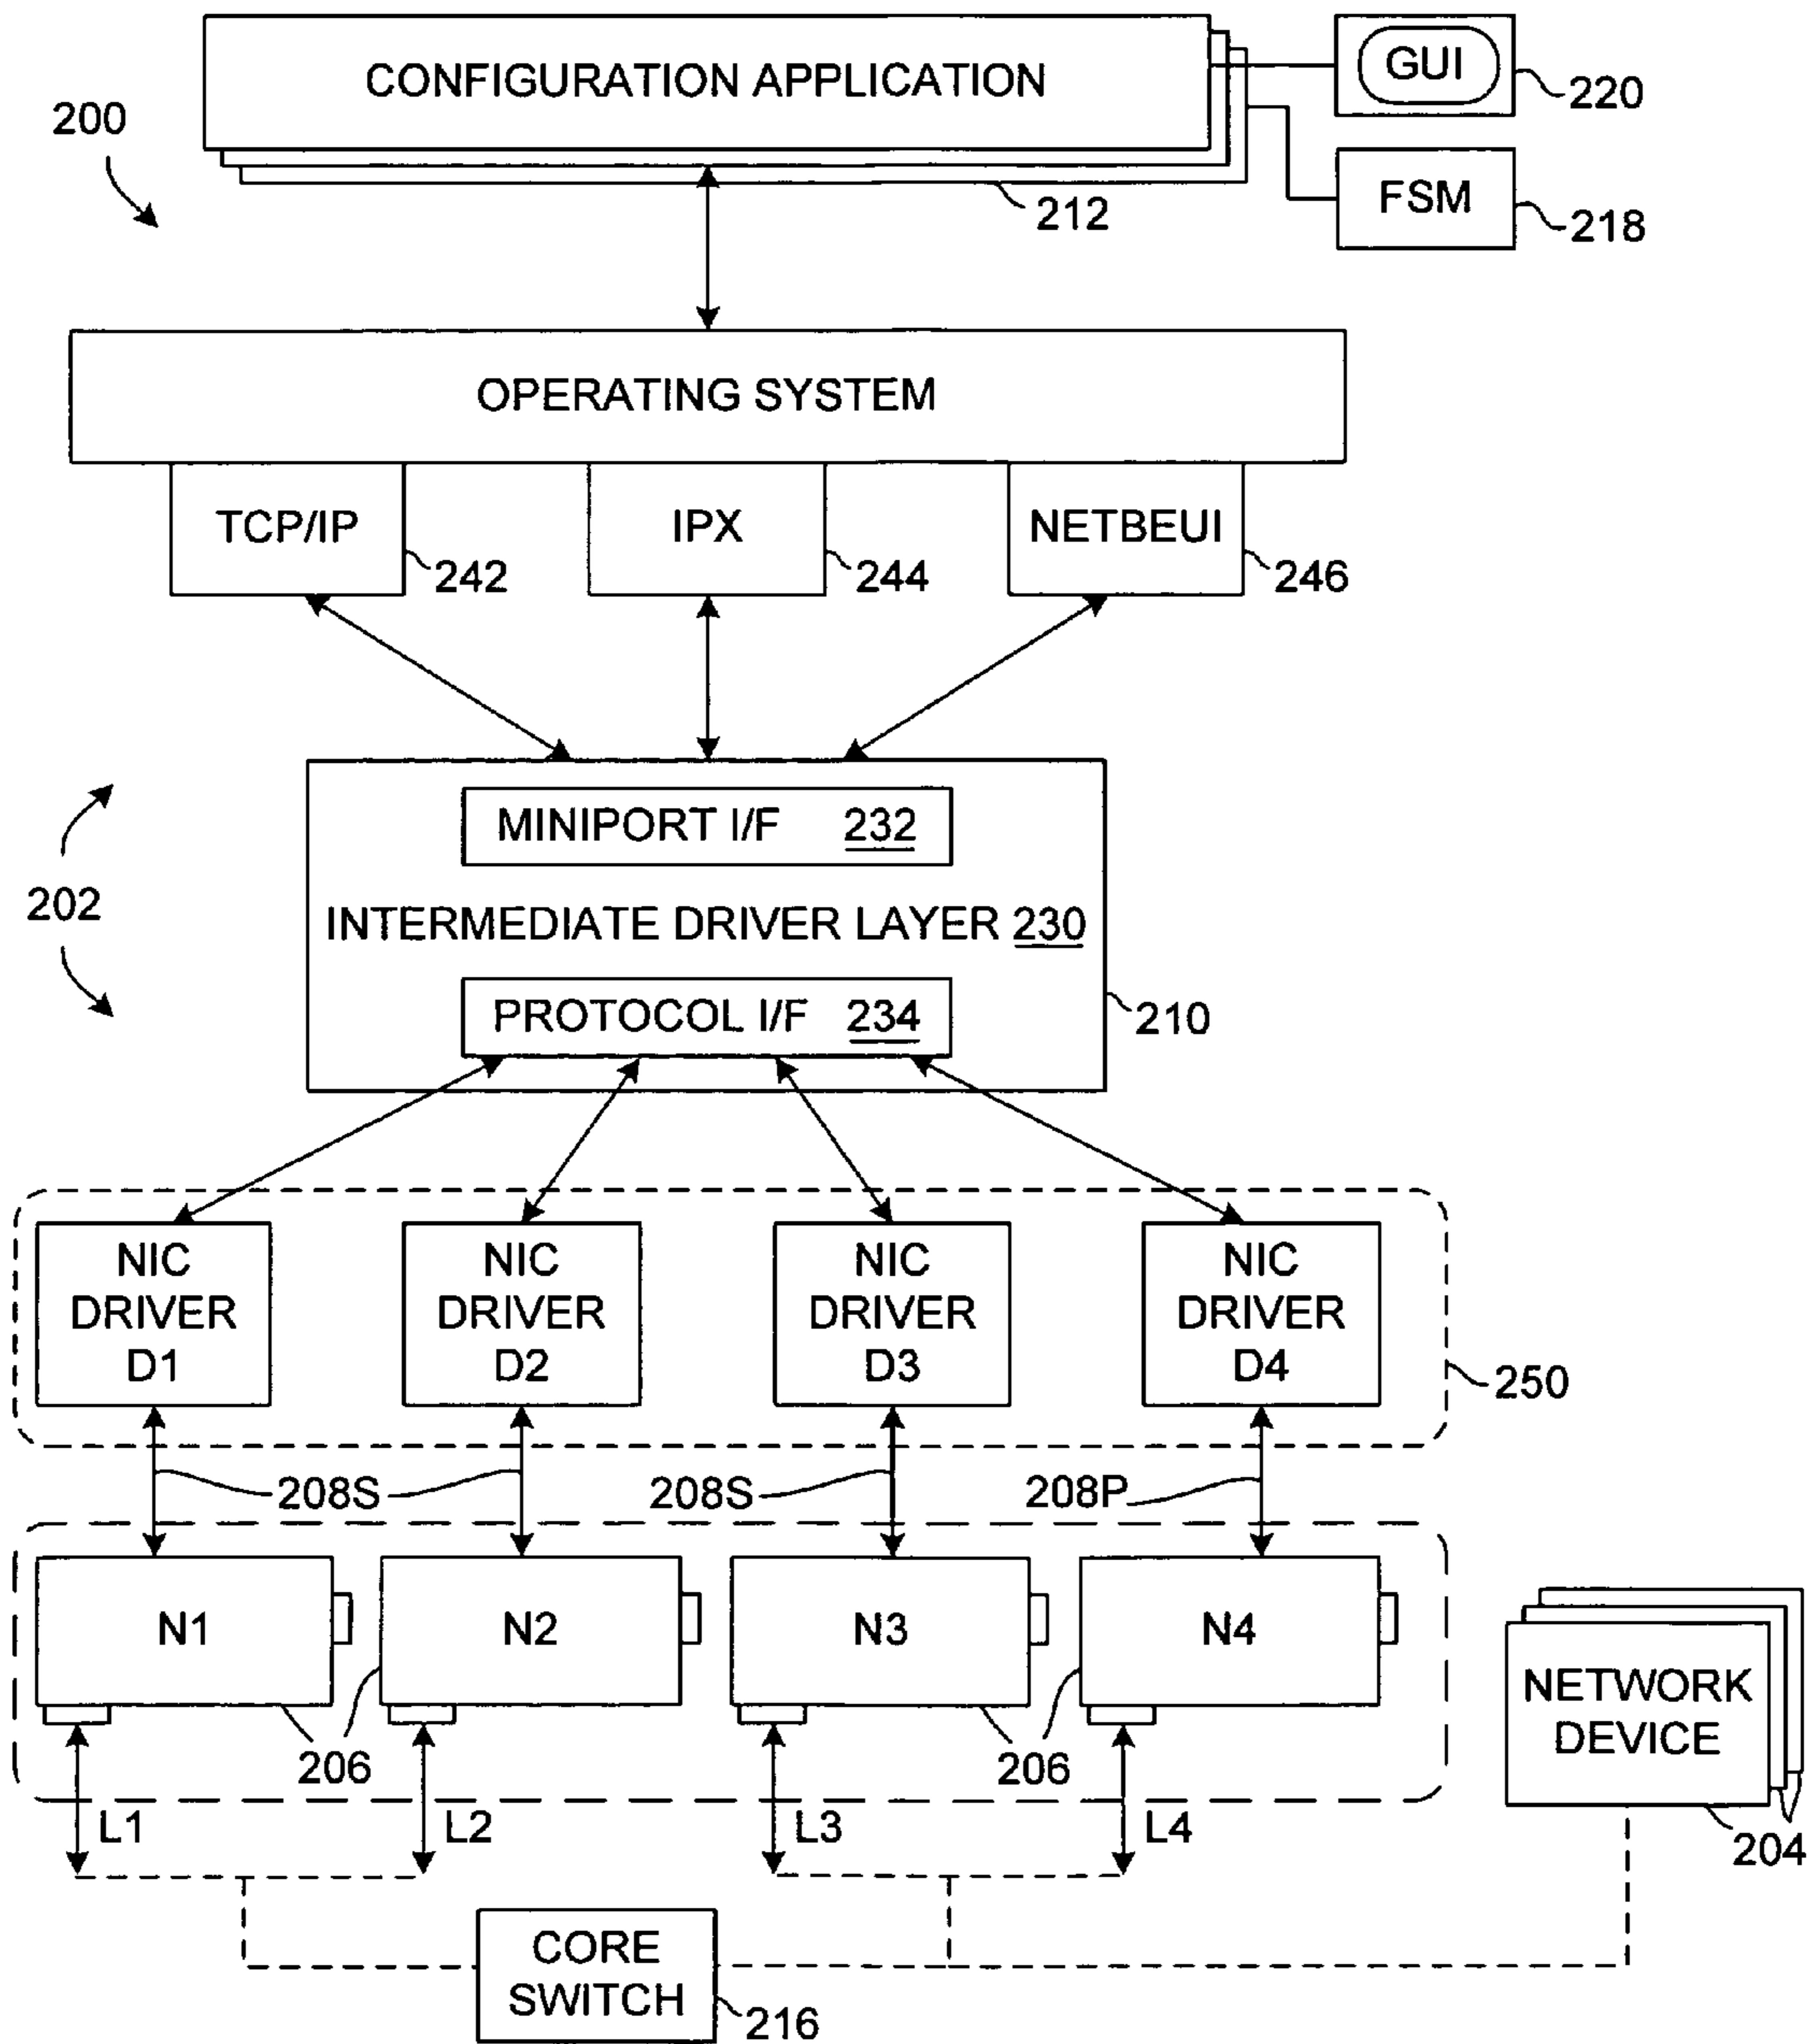 CONFIGURATION APPLICATION
GUI
220
200
212
FSM
218
OPERATING SYSTEM
TCP/IP
242
IPX
244
NETBEUI
246
MINIPORT I/F 232
202
INTERMEDIATE DRIVER LAYER 230
PROTOCOL I/F 234
210
NIC
DRIVER
D1
NIC
DRIVER
D2
NIC
DRIVER
D3
NIC
DRIVER
D4
250
208S
208S
208P
N1
N2
N3
N4
206
206
NETWORK
DEVICE
204
L1
L2
L3
L4
CORE
SWITCH
216